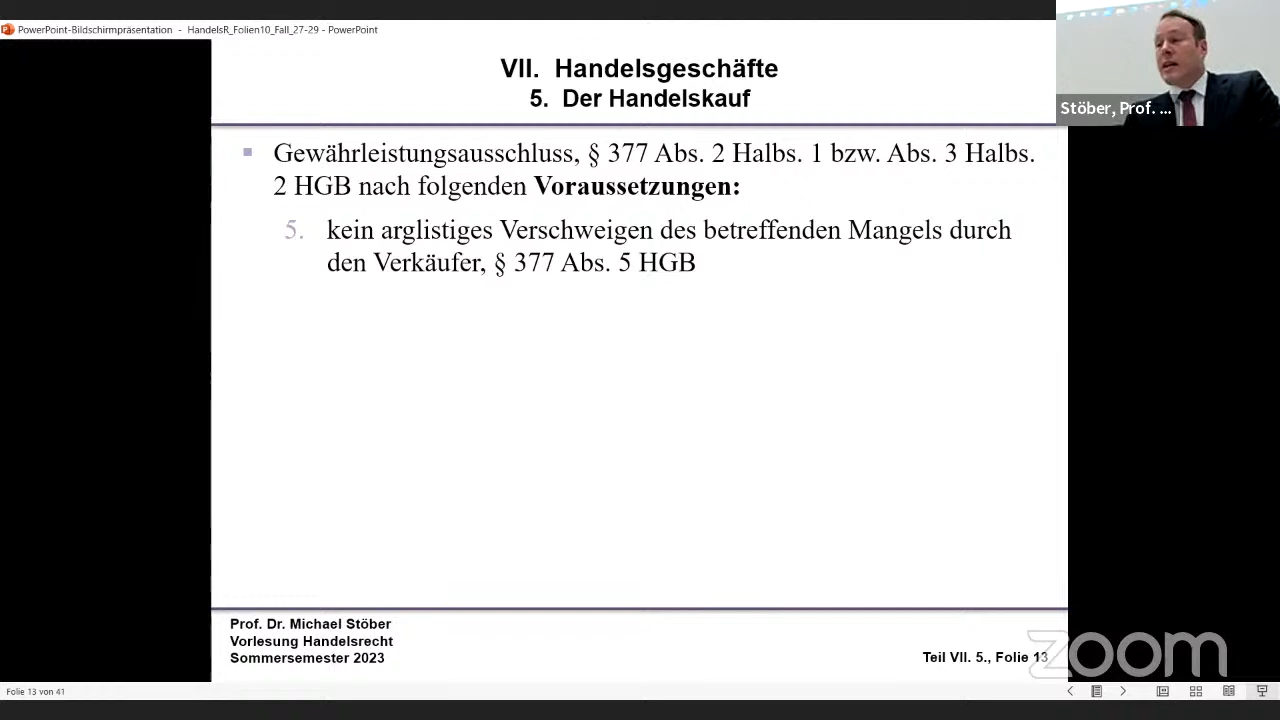 PowerPoint-Bildschirmpräsentation - HandelsR_Folien10_Fall_27-29 - PowerPoint
Stöber, Prof. ...
VII. Handelsgeschäfte
5. Der Handelskauf
Gewährleistungsausschluss, § 377 Abs. 2 Halbs. 1 bzw. Abs. 3 Halbs.
2 HGB nach folgenden Voraussetzungen:
5. kein arglistiges Verschweigen des betreffenden Mangels durch
den Verkäufer, § 377 Abs. 5 HGB
Prof. Dr. Michael Stöber
Vorlesung Handelsrecht
Sommersemester 2023
Teil VII. 5., Folie 13
zoom
Folie 13 von 41